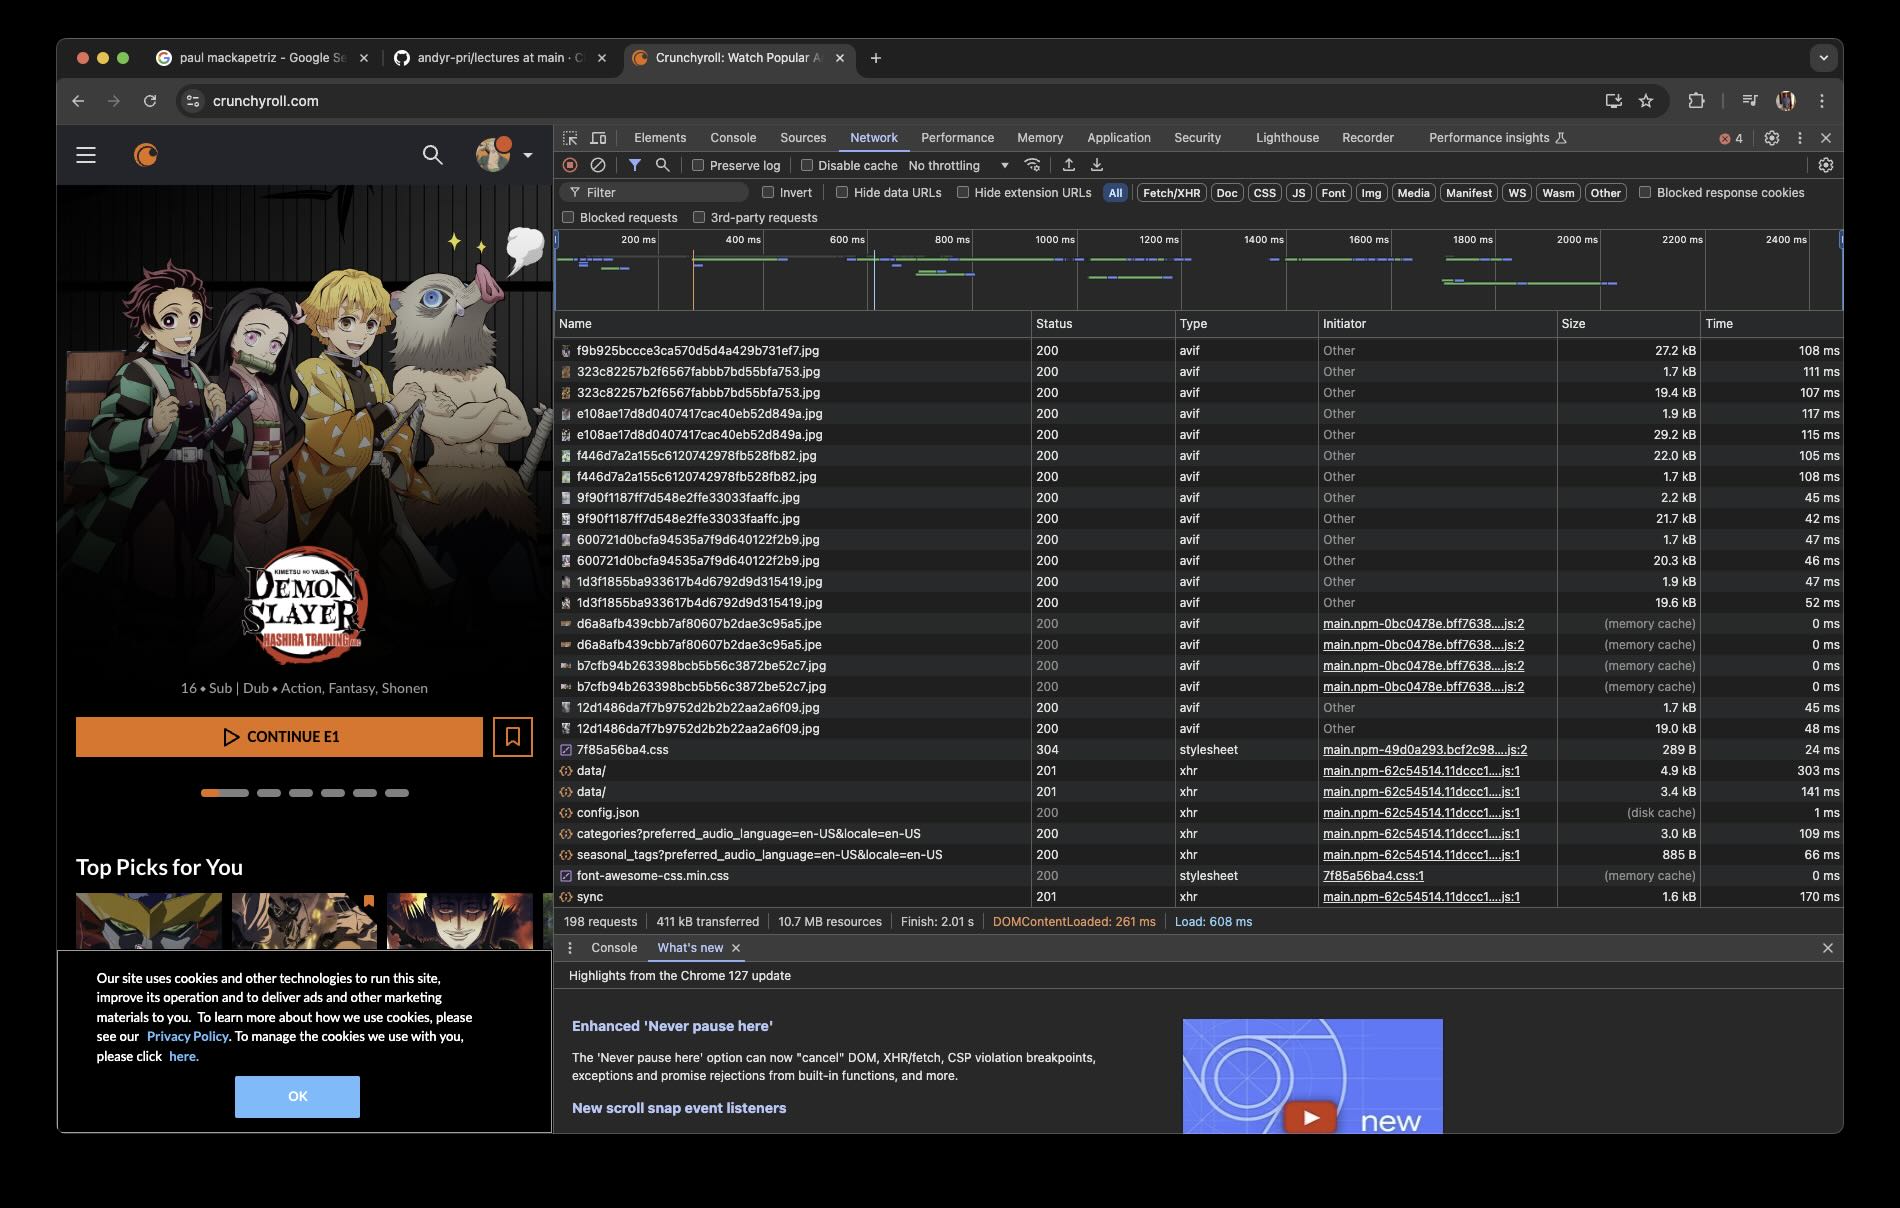 paul mackapetriz - Google Se
andyr-pri/lectures at main · C
Crunchyroll: Watch Popular A
crunchyroll.com
Elements Console Sources Network Performance Memory Application Security Lighthouse Recorder Performance insights 4
Preserve log Disable cache No throttling
Filter Invert Hide data URLs Hide extension URLs All Fetch/XHR Doc CSS JS Font Img Media Manifest WS Wasm Other Blocked response cookies
Blocked requests 3rd-party requests
200 ms 400 ms 600 ms 800 ms 1000 ms 1200 ms 1400 ms 1600 ms 1800 ms 2000 ms 2200 ms 2400 ms
Name Status Type Initiator Size Time
f9b925bccce3ca570d5d4a429b731ef7.jpg 200 avif Other 27.2 kB 108 ms
323c82257b2f6567fabbb7bd55bfa753.jpg 200 avif Other 1.7 kB 111 ms
323c82257b2f6567fabbb7bd55bfa753.jpg 200 avif Other 19.4 kB 107 ms
e108ae17d8d0407417cac40eb52d849a.jpg 200 avif Other 1.9 kB 117 ms
e108ae17d8d0407417cac40eb52d849a.jpg 200 avif Other 29.2 kB 115 ms
f446d7a2a155c6120742978fb528fb82.jpg 200 avif Other 22.0 kB 105 ms
f446d7a2a155c6120742978fb528fb82.jpg 200 avif Other 1.7 kB 108 ms
9f90f1187ff7d548e2ffe33033faaffc.jpg 200 avif Other 2.2 kB 45 ms
9f90f1187ff7d548e2ffe33033faaffc.jpg 200 avif Other 21.7 kB 42 ms
600721d0bcfa94535a7f9d640122f2b9.jpg 200 avif Other 1.7 kB 47 ms
600721d0bcfa94535a7f9d640122f2b9.jpg 200 avif Other 20.3 kB 46 ms
1d3f1855ba933617b4d6792d9d315419.jpg 200 avif Other 1.9 kB 47 ms
1d3f1855ba933617b4d6792d9d315419.jpg 200 avif Other 19.6 kB 52 ms
d6a8afb439cbb7af80607b2dae3c95a5.jpe 200 avif main.npm-0bc0478e.bff7638....js:2 (memory cache) 0 ms
d6a8afb439cbb7af80607b2dae3c95a5.jpe 200 avif main.npm-0bc0478e.bff7638....js:2 (memory cache) 0 ms
b7cfb94b263398bcb5b56c3872be52c7.jpg 200 avif main.npm-0bc0478e.bff7638....js:2 (memory cache) 0 ms
b7cfb94b263398bcb5b56c3872be52c7.jpg 200 avif main.npm-0bc0478e.bff7638....js:2 (memory cache) 0 ms
12d1486da7f7b9752d2b2b22aa2a6f09.jpg 200 avif Other 1.7 kB 45 ms
12d1486da7f7b9752d2b2b22aa2a6f09.jpg 200 avif Other 19.0 kB 48 ms
7f85a56ba4.css 304 stylesheet main.npm-49d0a293.bcf2c98....js:2 289 B 24 ms
data/ 201 xhr main.npm-62c54514.11dccc1....js:1 4.9 kB 303 ms
data/ 201 xhr main.npm-62c54514.11dccc1....js:1 3.4 kB 141 ms
config.json 200 xhr main.npm-62c54514.11dccc1....js:1 (disk cache) 1 ms
categories?preferred_audio_language=en-US&locale=en-US 200 xhr main.npm-62c54514.11dccc1....js:1 3.0 kB 109 ms
seasonal_tags?preferred_audio_language=en-US&locale=en-US 200 xhr main.npm-62c54514.11dccc1....js:1 885 B 66 ms
font-awesome-css.min.css 200 stylesheet 7f85a56ba4.css:1 (memory cache) 0 ms
sync 201 xhr main.npm-62c54514.11dccc1....js:1 1.6 kB 170 ms
198 requests 411 kB transferred 10.7 MB resources Finish: 2.01 s DOMContentLoaded: 261 ms Load: 608 ms
Console What's new
Highlights from the Chrome 127 update
Enhanced 'Never pause here'
The 'Never pause here' option can now "cancel" DOM, XHR/fetch, CSP violation breakpoints,
exceptions and promise rejections from built-in functions, and more.
New scroll snap event listeners
new
KIMETSU NO YAIBA
DEMON
SLAYER
HASHIRA TRAINING ARC
16 ⬥ Sub | Dub ⬥ Action, Fantasy, Shonen
CONTINUE E1
Top Picks for You
Our site uses cookies and other technologies to run this site,
improve its operation and to deliver ads and other marketing
materials to you. To learn more about how we use cookies, please
see our Privacy Policy. To manage the cookies we use with you,
please click here.
OK